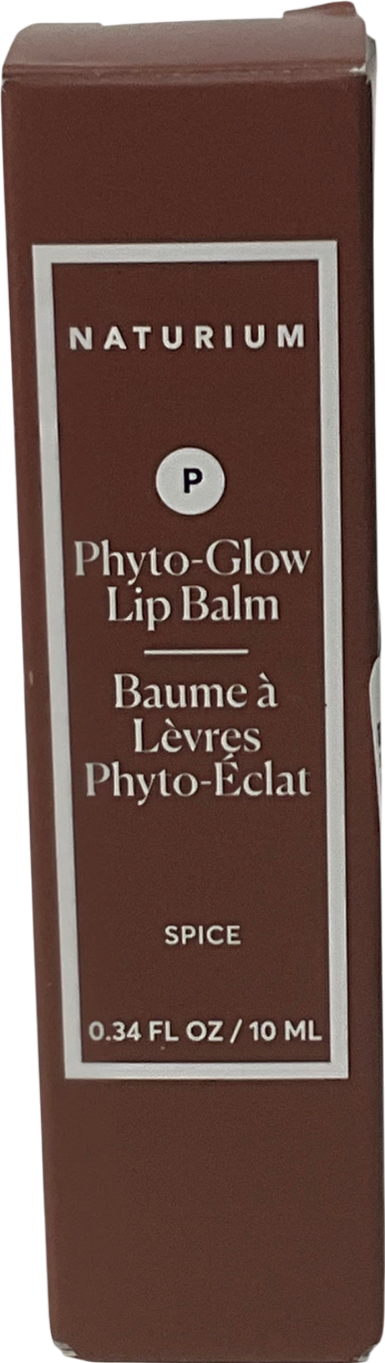 NATURIUM
P
Phyto-Glow
Lip Balm
Baume à
Lèvres
Phyto-Éclat
SPICE
0.34 FL OZ / 10 ML